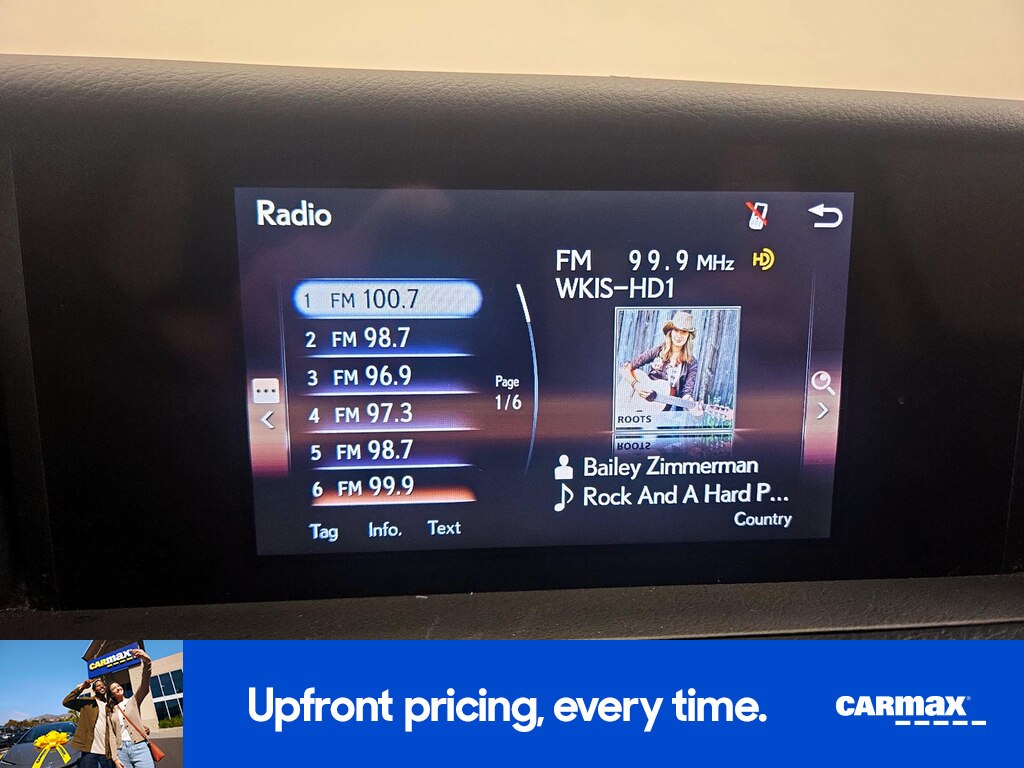 Radio
FM 99.9 MHz HD
WKIS-HD1
1 FM 100.7
2 FM 98.7
3 FM 96.9
4 FM 97.3
5 FM 98.7
6 FM 99.9
Page
1/6
ROOTS
Bailey Zimmerman
Rock And A Hard P...
Country
Tag Info. Text
CARMAX
Upfront pricing, every time.
CARMAX